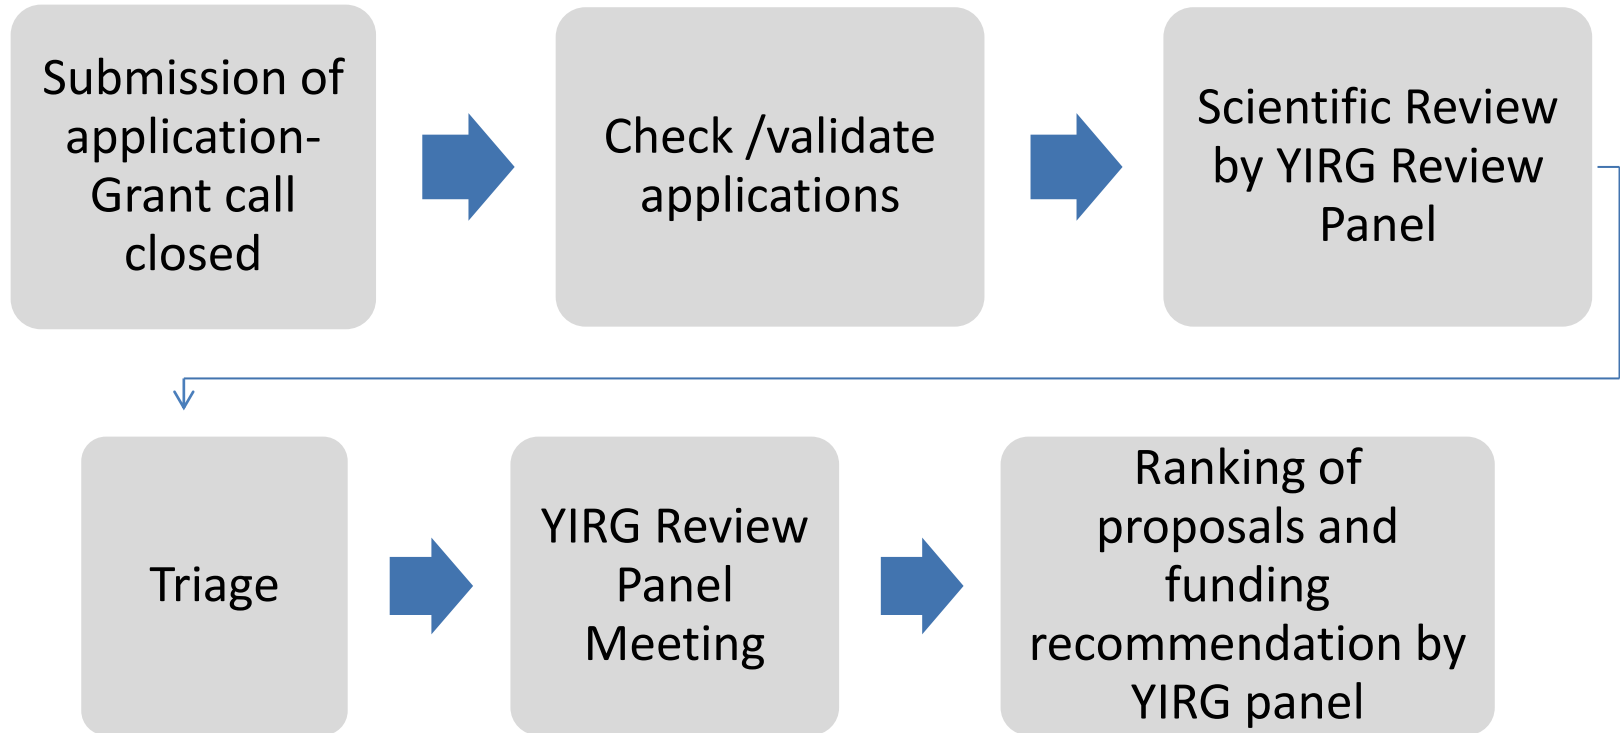 Submission of
application-
Grant call
closed
Check /validate
applications
Scientific Review
by YIRG Review
Panel
Triage
YIRG Review
Panel
Meeting
Ranking of
proposals and
funding
recommendation by
YIRG panel